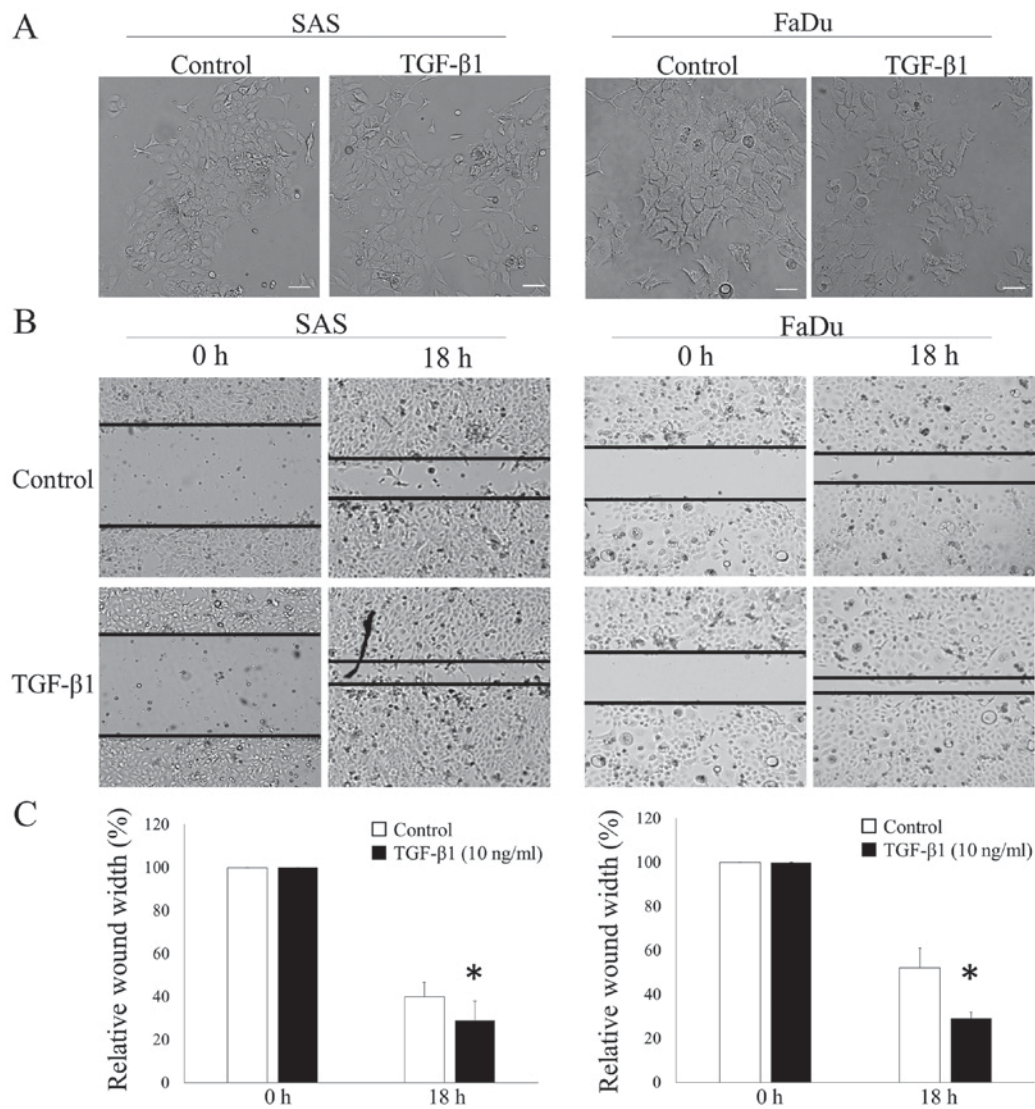 A
SAS
FaDu
Control
TGF-β1
Control
TGF-β1
B
SAS
FaDu
0 h
18 h
0 h
18 h
Control
TGF-β1
C
Relative wound width (%)
120
100
80
60
40
20
0
Control
TGF-β1 (10 ng/ml)
*
0 h
18 h
Relative wound width (%)
120
100
80
60
40
20
0
Control
TGF-β1 (10 ng/ml)
*
0 h
18 h